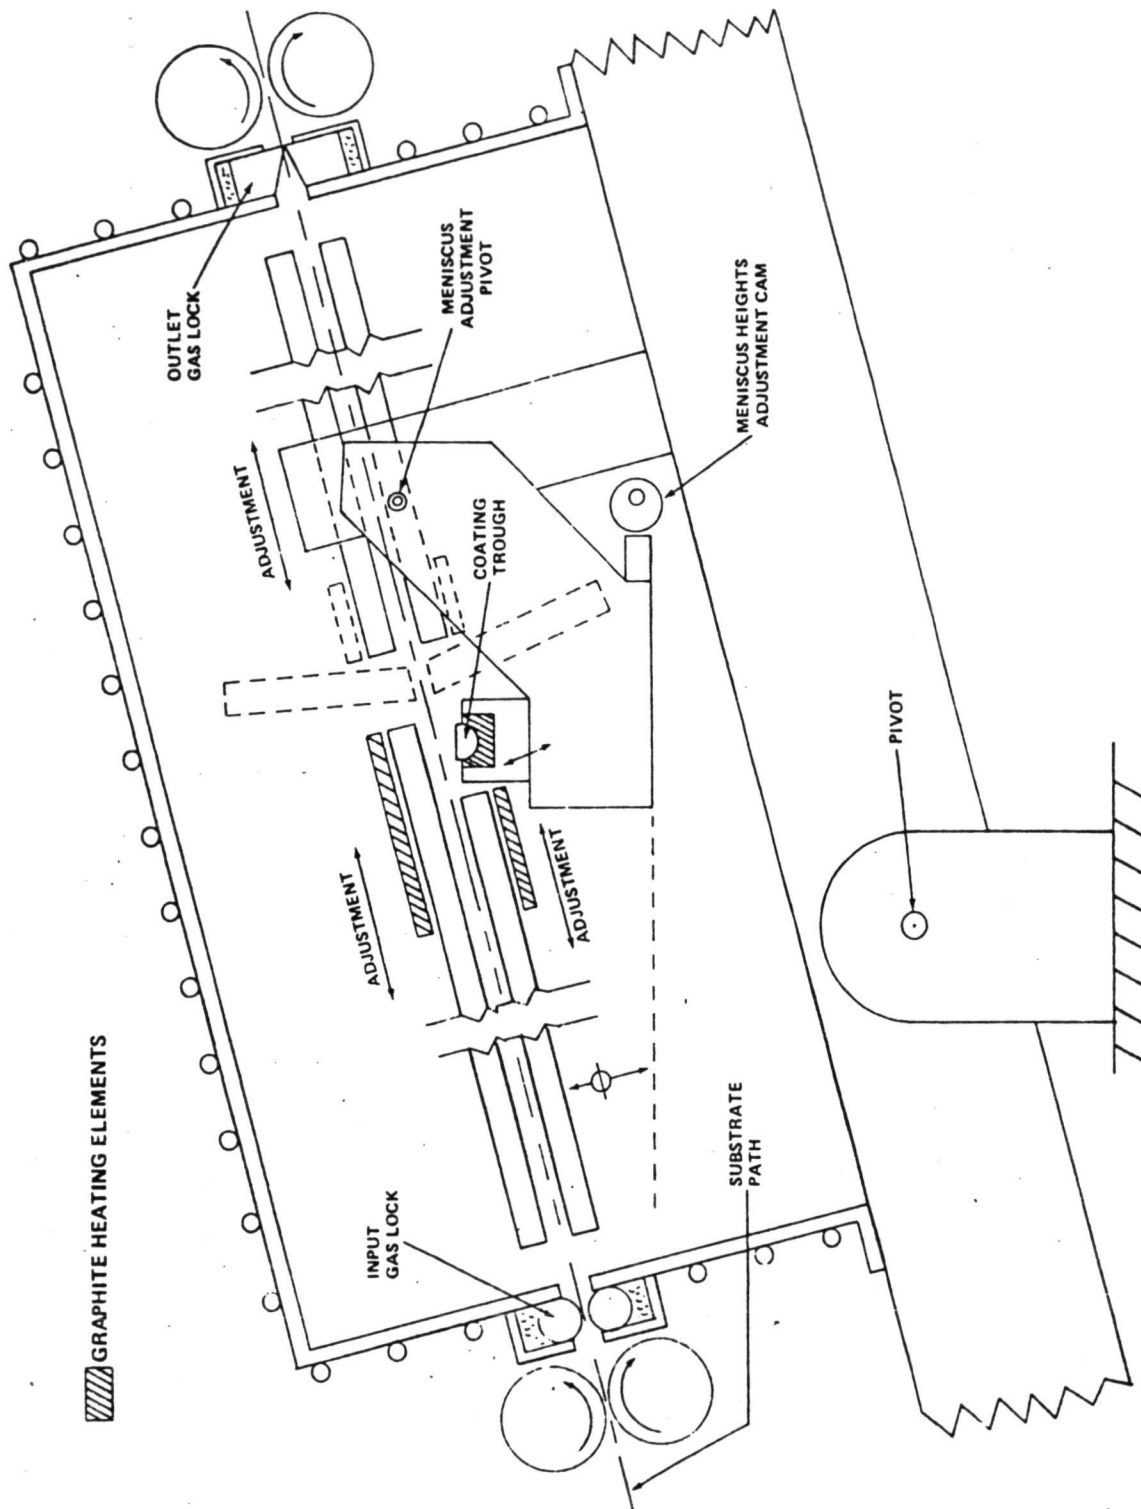 GRAPHITE HEATING ELEMENTS
OUTLET
GAS LOCK
ADJUSTMENT
MENISCUS
ADJUSTMENT
PIVOT
COATING
TROUGH
MENISCUS HEIGHTS
ADJUSTMENT CAM
ADJUSTMENT
ADJUSTMENT
PIVOT
INPUT
GAS LOCK
SUBSTRATE
PATH